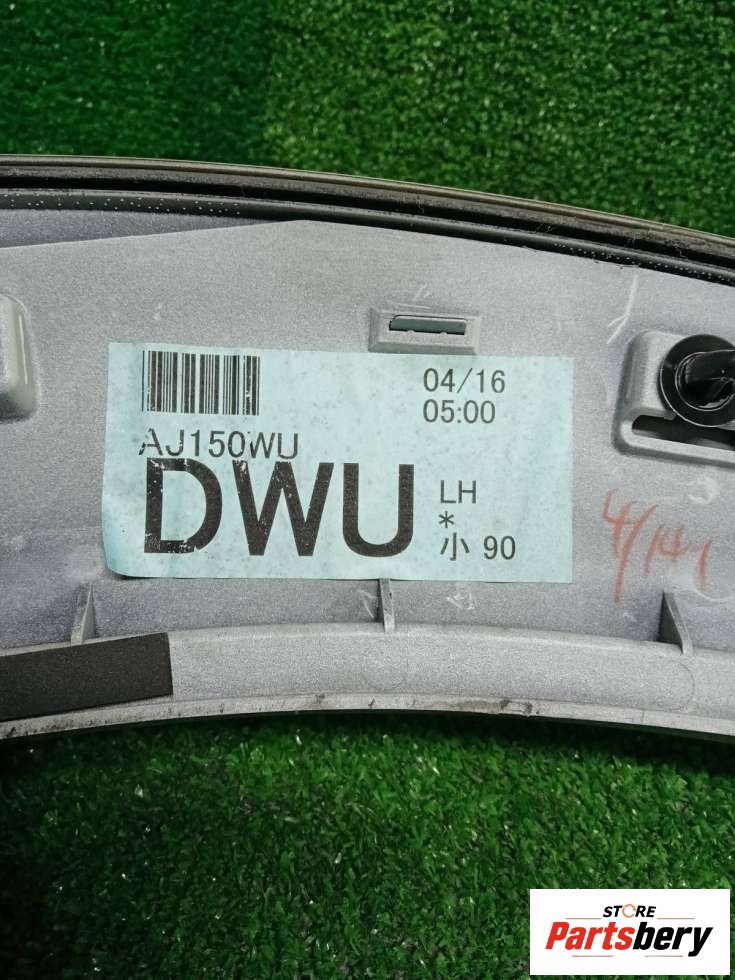 04/16
05:00
AJ150WU
DWU
LH
*
小 90
STORE
Partsbery